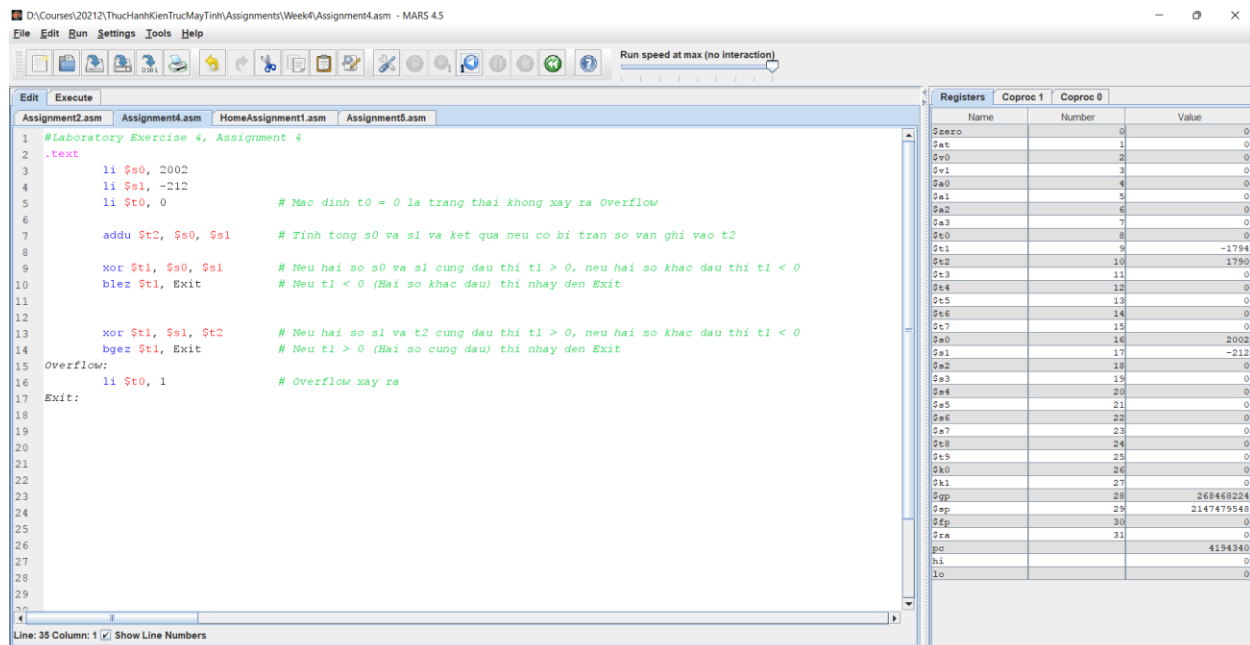 D:\Courses\20212\ThucHanhKienTrucMayTinh\Assignments\Week4\Assignment4.asm - MARS 4.5
File Edit Run Settings Tools Help
Run speed at max (no interaction)
Edit Execute
Assignment2.asm Assignment4.asm HomeAssignment1.asm Assignment5.asm
1 #Laboratory Exercise 4, Assignment 4
2 .text
3 li $s0, 2002
4 li $s1, -212
5 li $t0, 0 # Mac dinh t0 = 0 la trang thai khong xay ra Overflow
6
7 addu $t2, $s0, $s1 # Tinh tong s0 va s1 va ket qua neu co bi tran so van ghi vao t2
8
9 xor $t1, $s0, $s1 # Neu hai so s0 va s1 cung dau thi t1 > 0, neu hai so khac dau thi t1 < 0
10 blez $t1, Exit # Neu t1 < 0 (Hai so khac dau) thi nhay den Exit
11
12
13 xor $t1, $s1, $t2 # Neu hai so s1 va t2 cung dau thi t1 > 0, neu hai so khac dau thi t1 < 0
14 bgez $t1, Exit # Neu t1 > 0 (Hai so cung dau) thi nhay den Exit
15 Overflow:
16 li $t0, 1 # Overflow xay ra
17 Exit:
18
19
20
21
22
23
24
25
26
27
28
29
Line: 35 Column: 1 Show Line Numbers
Registers Coproc 1 Coproc 0
Name Number Value
$zero 0 0
$at 1 0
$v0 2 0
$v1 3 0
$a0 4 0
$a1 5 0
$a2 6 0
$a3 7 0
$t0 8 0
$t1 9 -1794
$t2 10 1790
$t3 11 0
$t4 12 0
$t5 13 0
$t6 14 0
$t7 15 0
$s0 16 2002
$s1 17 -212
$s2 18 0
$s3 19 0
$s4 20 0
$s5 21 0
$s6 22 0
$s7 23 0
$t8 24 0
$t9 25 0
$k0 26 0
$k1 27 0
$gp 28 268468224
$sp 29 2147479548
$fp 30 0
$ra 31 0
pc 4194340
hi 0
lo 0